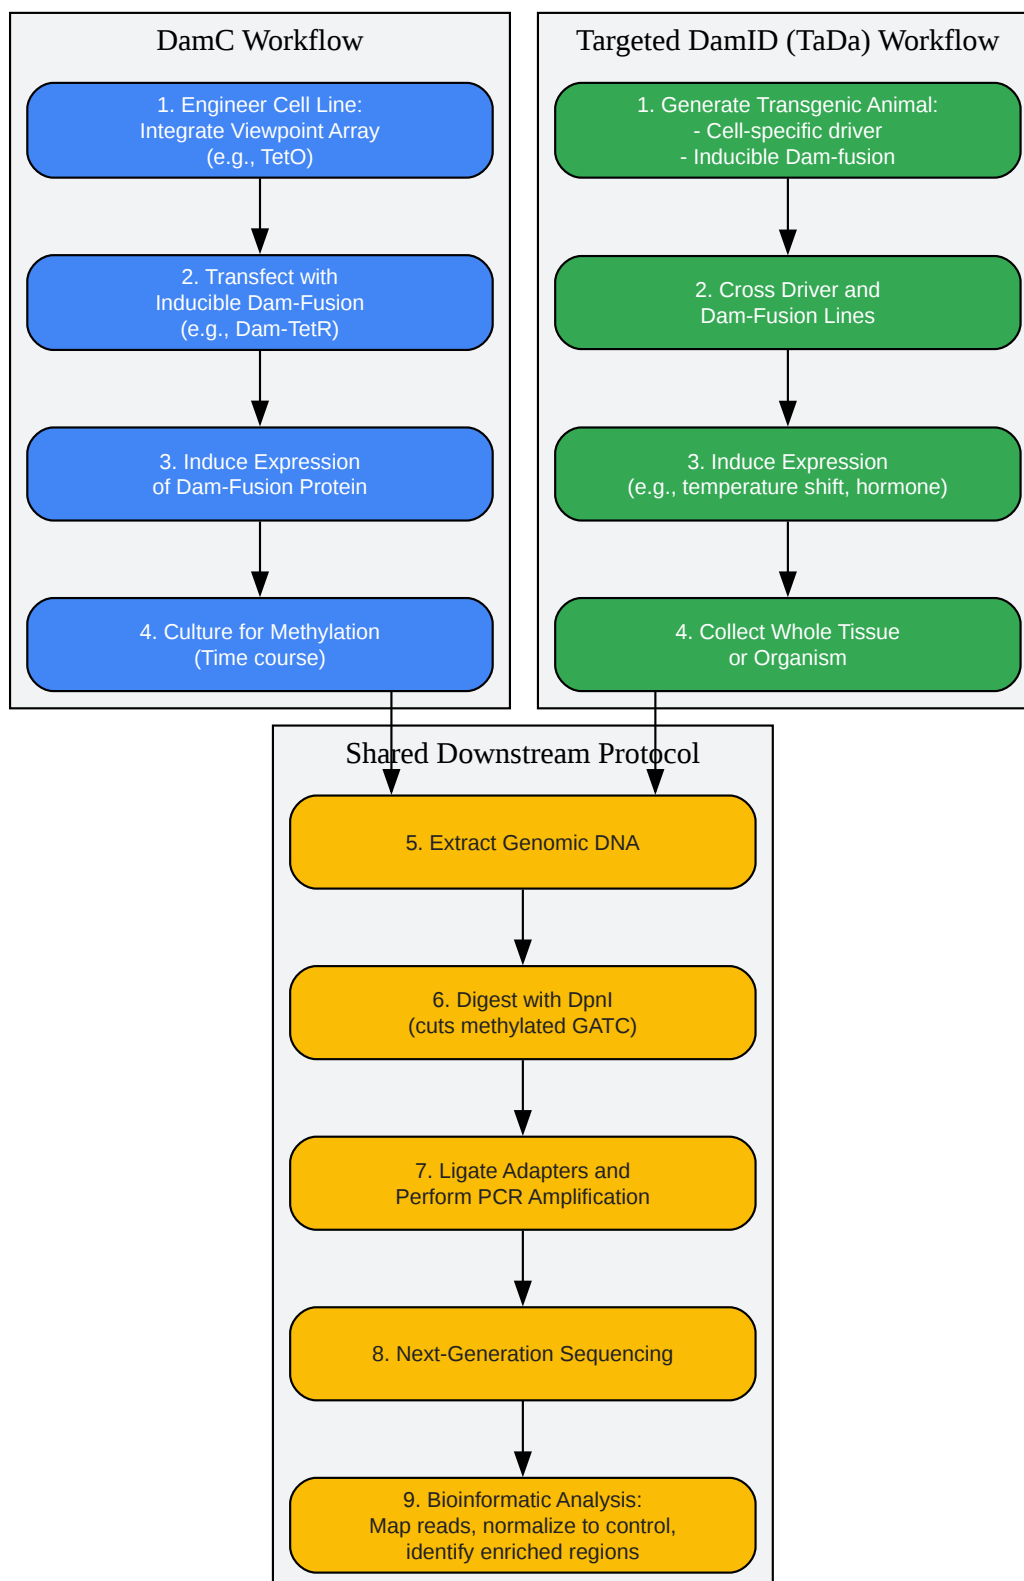 DamC Workflow
1. Engineer Cell Line:
Integrate Viewpoint Array
(e.g., TetO)
2. Transfect with
Inducible Dam-Fusion
(e.g., Dam-TetR)
3. Induce Expression
of Dam-Fusion Protein
4. Culture for Methylation
(Time course)
Targeted DamID (TaDa) Workflow
1. Generate Transgenic Animal:
- Cell-specific driver
- Inducible Dam-fusion
2. Cross Driver and
Dam-Fusion Lines
3. Induce Expression
(e.g., temperature shift, hormone)
4. Collect Whole Tissue
or Organism
Shared Downstream Protocol
5. Extract Genomic DNA
6. Digest with DpnI
(cuts methylated GATC)
7. Ligate Adapters and
Perform PCR Amplification
8. Next-Generation Sequencing
9. Bioinformatic Analysis:
Map reads, normalize to control,
identify enriched regions